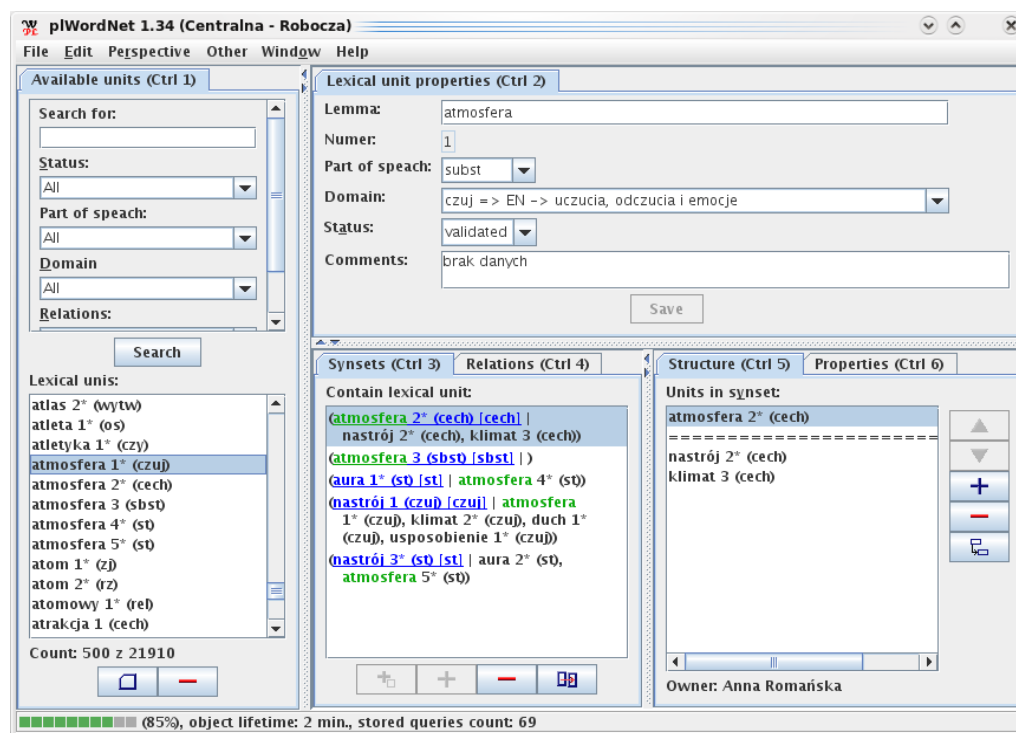 plWordNet 1.34 (Centralna - Robocza)
File Edit Perspective Other Window Help
Available units (Ctrl 1)
Search for:
Status:
All
Part of speach:
All
Domain
All
Relations:
Search
Lexical unis:
atlas 2* (wytw)
atleta 1* (os)
atletyka 1* (czy)
atmosfera 1* (czuj)
atmosfera 2* (cech)
atmosfera 3 (sbst)
atmosfera 4* (st)
atmosfera 5* (st)
atom 1* (zj)
atom 2* (rz)
atomowy 1* (rel)
atrakcja 1 (cech)
Count: 500 z 21910
Lexical unit properties (Ctrl 2)
Lemma: atmosfera
Numer: 1
Part of speach: subst
Domain: czuj => EN -> uczucia, odczucia i emocje
Status: validated
Comments: brak danych
Save
Synsets (Ctrl 3) Relations (Ctrl 4)
Contain lexical unit:
(atmosfera 2* (cech) [cech] |
nastrój 2* (cech), klimat 3 (cech))
(atmosfera 3 (sbst) [sbst] | )
(aura 1* (st) [st] | atmosfera 4* (st))
(nastrój 1 (czuj) [czuj] | atmosfera
1* (czuj), klimat 2* (czuj), duch 1*
(czuj), usposobienie 1* (czuj))
(nastrój 3* (st) [st] | aura 2* (st),
atmosfera 5* (st))
Structure (Ctrl 5) Properties (Ctrl 6)
Units in synset:
atmosfera 2* (cech)
========================
nastrój 2* (cech)
klimat 3 (cech)
Owner: Anna Romańska
(85%), object lifetime: 2 min., stored queries count: 69